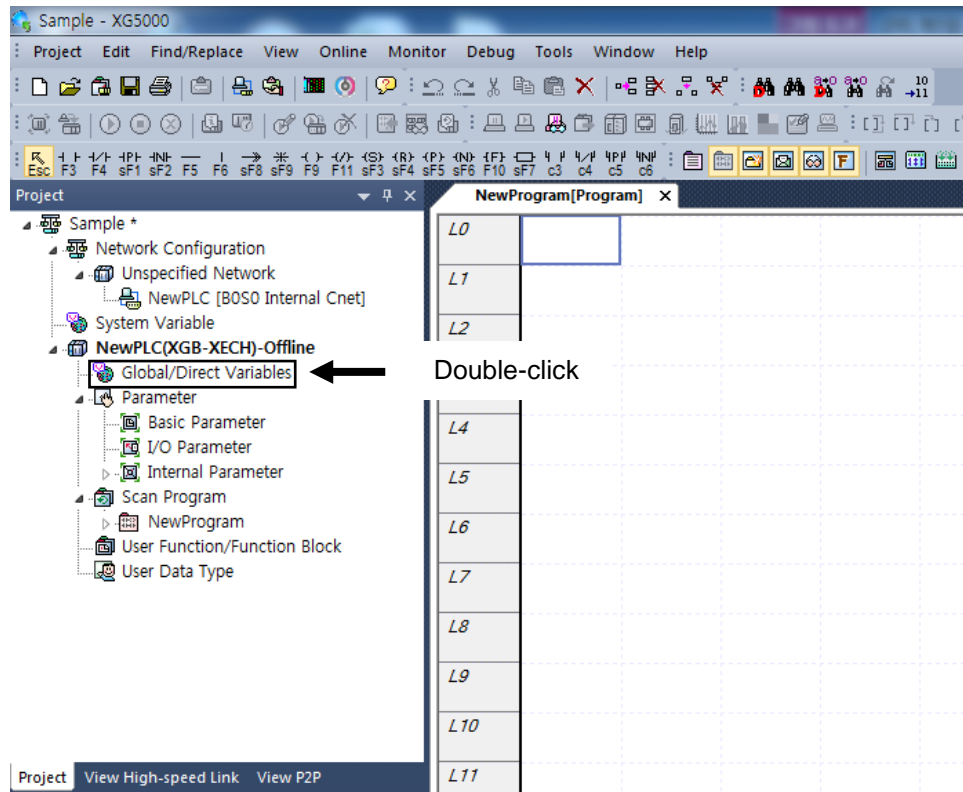 Sample - XG5000
Project Edit Find/Replace View Online Monitor Debug Tools Window Help
Esc F3 F4 sF1 sF2 F5 F6 sF8 sF9 F9 F11 sF3 sF4 sF5 sF6 F10 sF7 c3 c4 c5 c6
Project
NewProgram[Program]
Sample *
Network Configuration
Unspecified Network
NewPLC [B0S0 Internal Cnet]
System Variable
NewPLC(XGB-XECH)-Offline
Global/Direct Variables
Double-click
Parameter
Basic Parameter
I/O Parameter
Internal Parameter
Scan Program
NewProgram
User Function/Function Block
User Data Type
L0
L1
L2
L4
L5
L6
L7
L8
L9
L10
L11
Project View High-speed Link View P2P